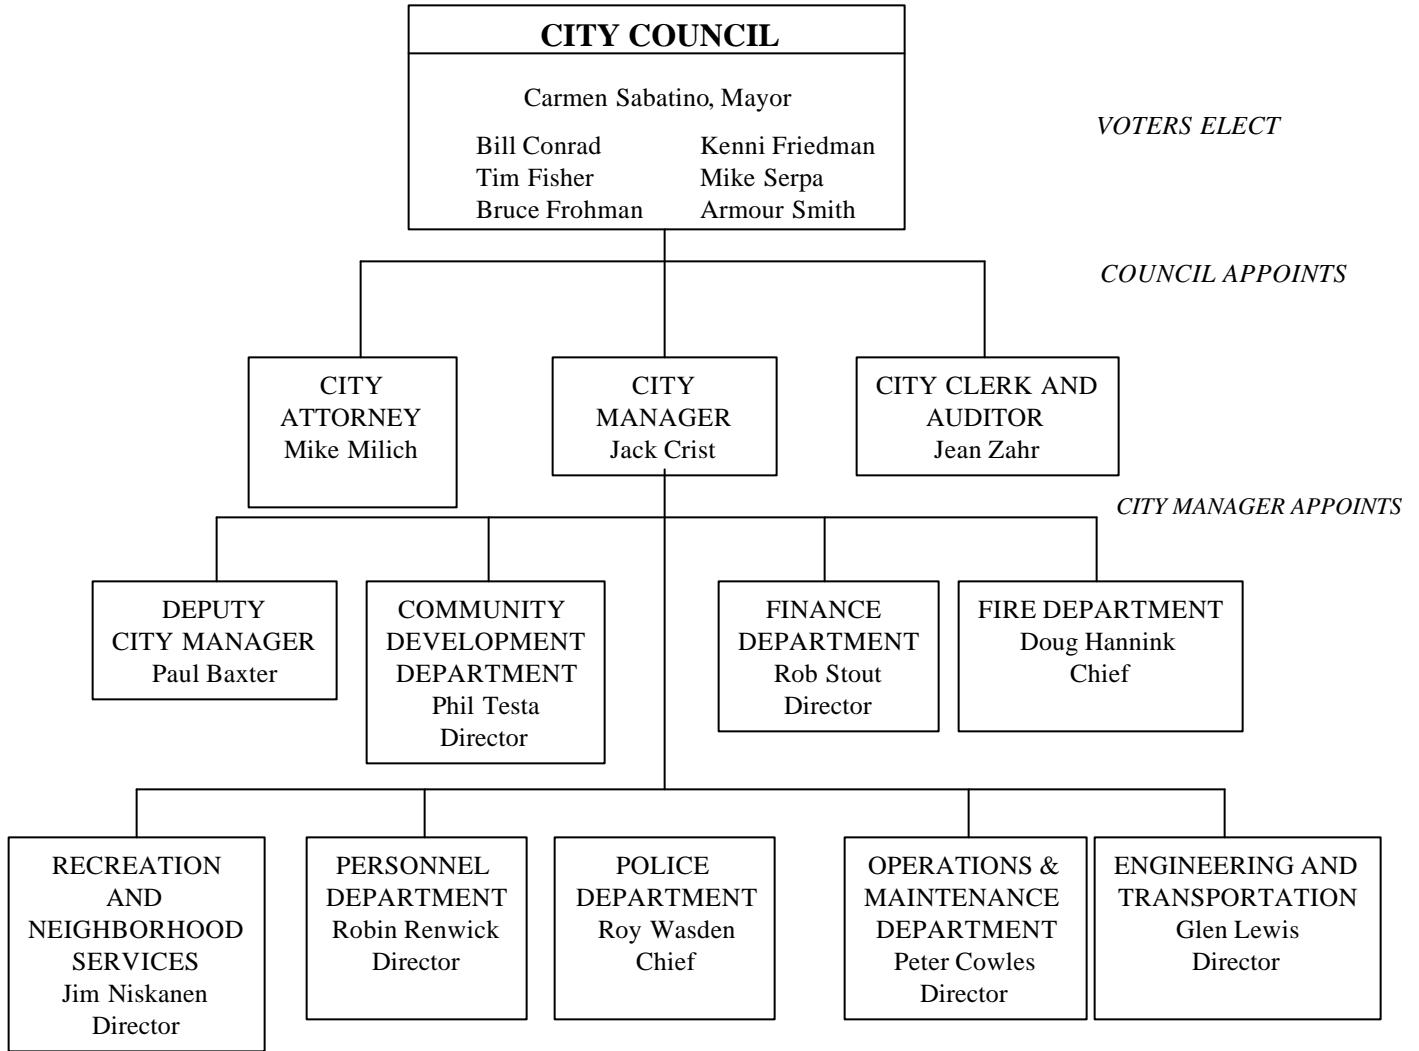 CITY COUNCIL
Carmen Sabatino, Mayor
Bill Conrad
Tim Fisher
Bruce Frohman
Kenni Friedman
Mike Serpa
Armour Smith
VOTERS ELECT
COUNCIL APPOINTS
CITY
ATTORNEY
Mike Milich
CITY
MANAGER
Jack Crist
CITY CLERK AND
AUDITOR
Jean Zahr
CITY MANAGER APPOINTS
DEPUTY
CITY MANAGER
Paul Baxter
COMMUNITY
DEVELOPMENT
DEPARTMENT
Phil Testa
Director
FINANCE
DEPARTMENT
Rob Stout
Director
FIRE DEPARTMENT
Doug Hannink
Chief
RECREATION
AND
NEIGHBORHOOD
SERVICES
Jim Niskanen
Director
PERSONNEL
DEPARTMENT
Robin Renwick
Director
POLICE
DEPARTMENT
Roy Wasden
Chief
OPERATIONS &
MAINTENANCE
DEPARTMENT
Peter Cowles
Director
ENGINEERING AND
TRANSPORTATION
Glen Lewis
Director